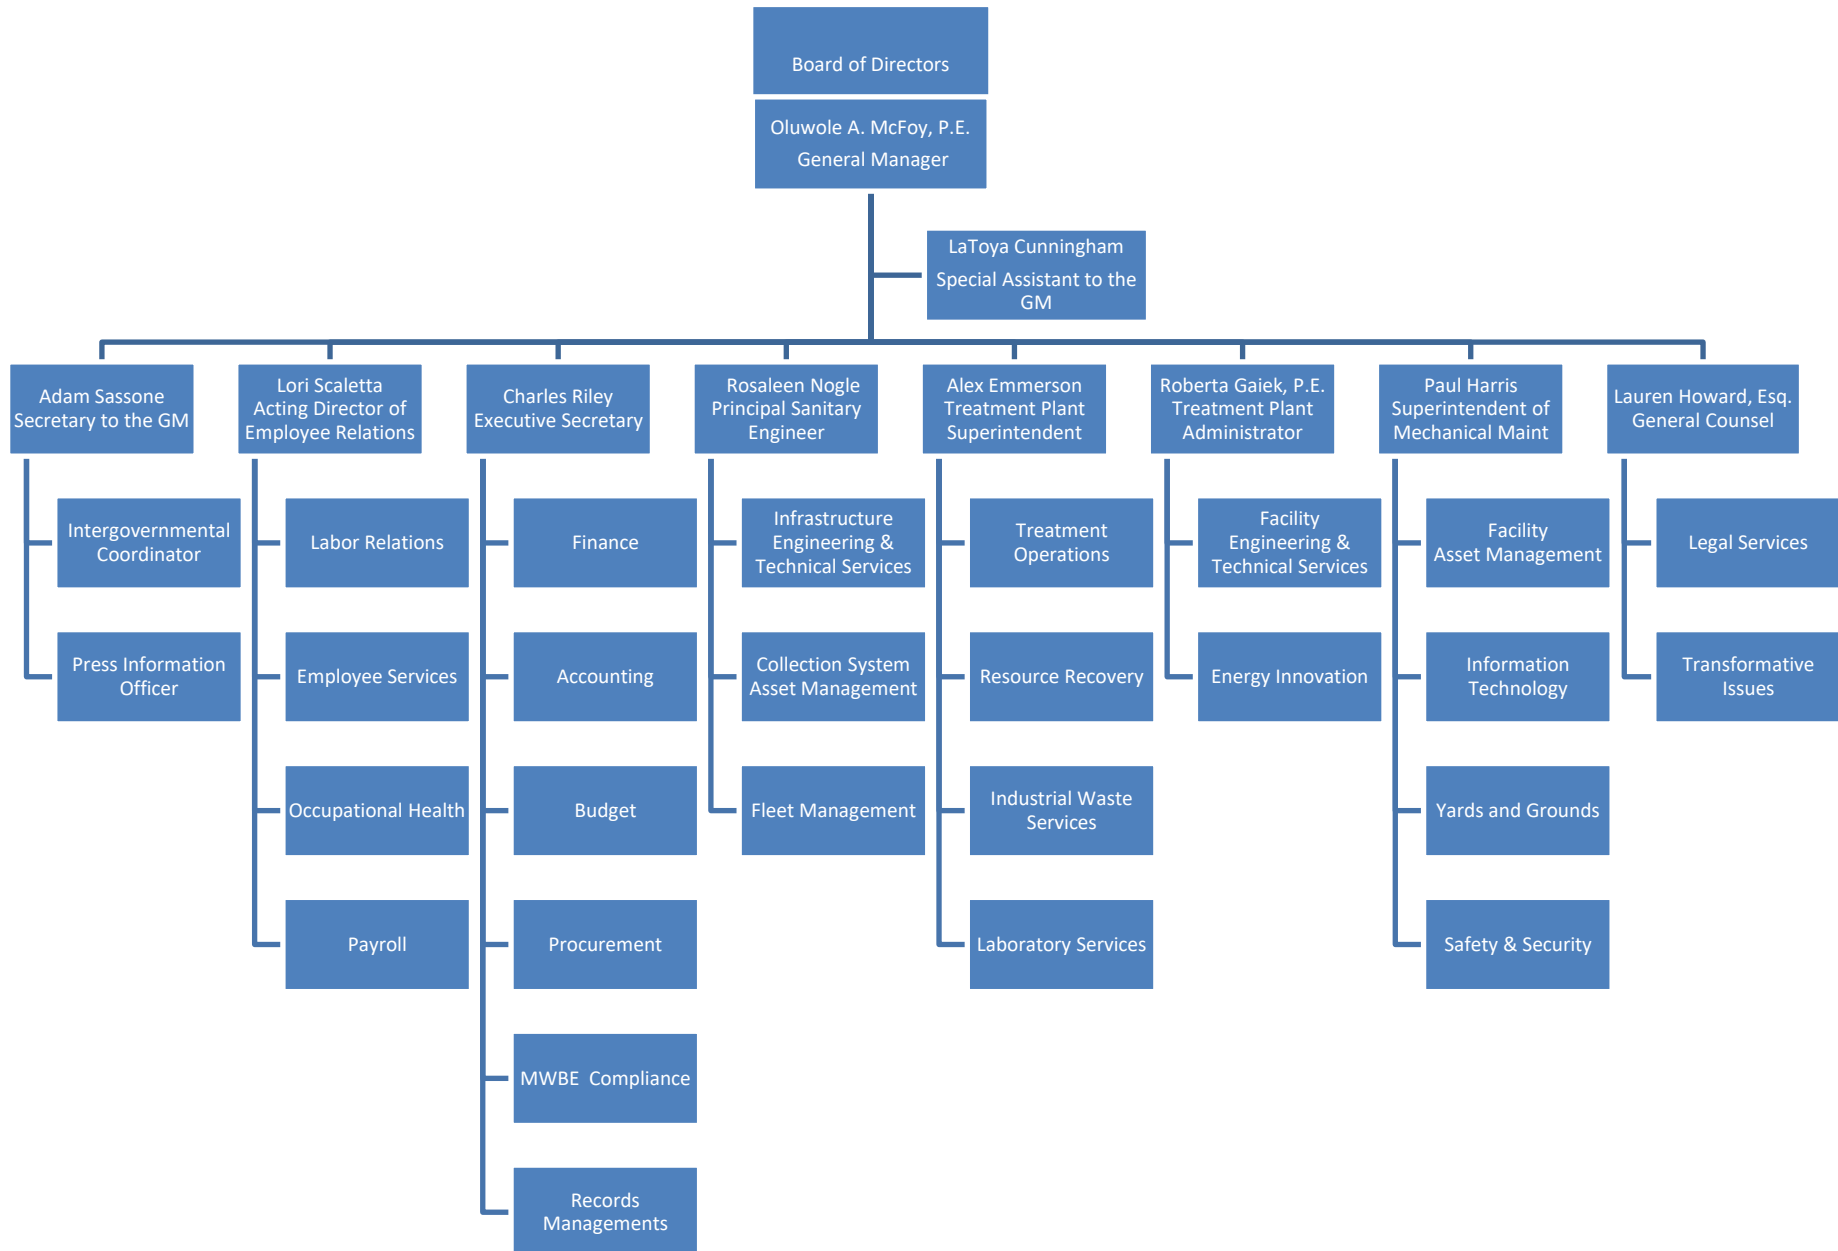 Board of Directors
Oluwole A. McFoy, P.E.
General Manager
LaToya Cunningham
Special Assistant to the
GM
Adam Sassone
Secretary to the GM
Lori Scaletta
Acting Director of
Employee Relations
Charles Riley
Executive Secretary
Rosaleen Nogle
Principal Sanitary
Engineer
Alex Emmerson
Treatment Plant
Superintendent
Roberta Gaiek, P.E.
Treatment Plant
Administrator
Paul Harris
Superintendent of
Mechanical Maint
Lauren Howard, Esq.
General Counsel
Intergovernmental
Coordinator
Labor Relations
Finance
Infrastructure
Engineering &
Technical Services
Treatment
Operations
Facility
Engineering &
Technical Services
Facility
Asset Management
Legal Services
Press Information
Officer
Employee Services
Accounting
Collection System
Asset Management
Resource Recovery
Energy Innovation
Information
Technology
Transformative
Issues
Occupational Health
Budget
Fleet Management
Industrial Waste
Services
Yards and Grounds
Payroll
Procurement
Laboratory Services
Safety & Security
MWBE  Compliance
Records
Managements